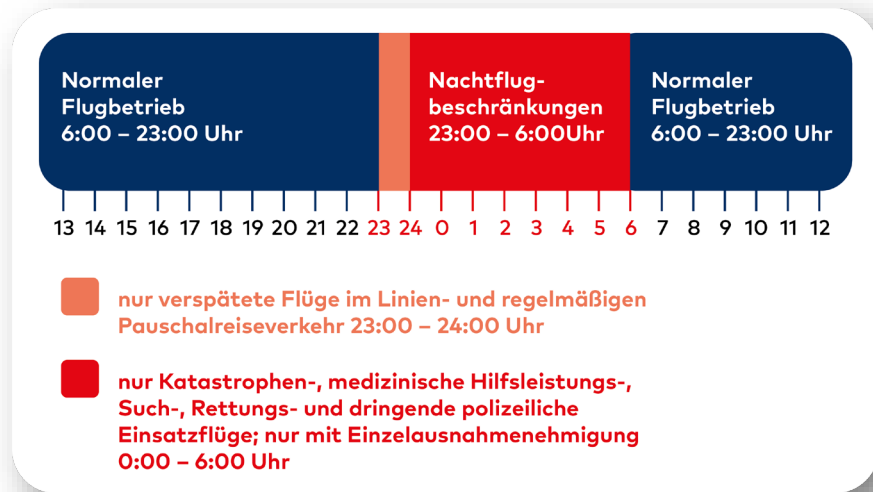 Normaler
Flugbetrieb
6:00 – 23:00 Uhr
Nachtflug-
beschränkungen
23:00 – 6:00Uhr
Normaler
Flugbetrieb
6:00 – 23:00 Uhr
13 14 15 16 17 18 19 20 21 22 23 24 0 1 2 3 4 5 6 7 8 9 10 11 12
nur verspätete Flüge im Linien- und regelmäßigen
Pauschalreiseverkehr 23:00 – 24:00 Uhr
nur Katastrophen-, medizinische Hilfsleistungs-,
Such-, Rettungs- und dringende polizeiliche
Einsatzflüge; nur mit Einzelausnahmenehmigung
0:00 – 6:00 Uhr